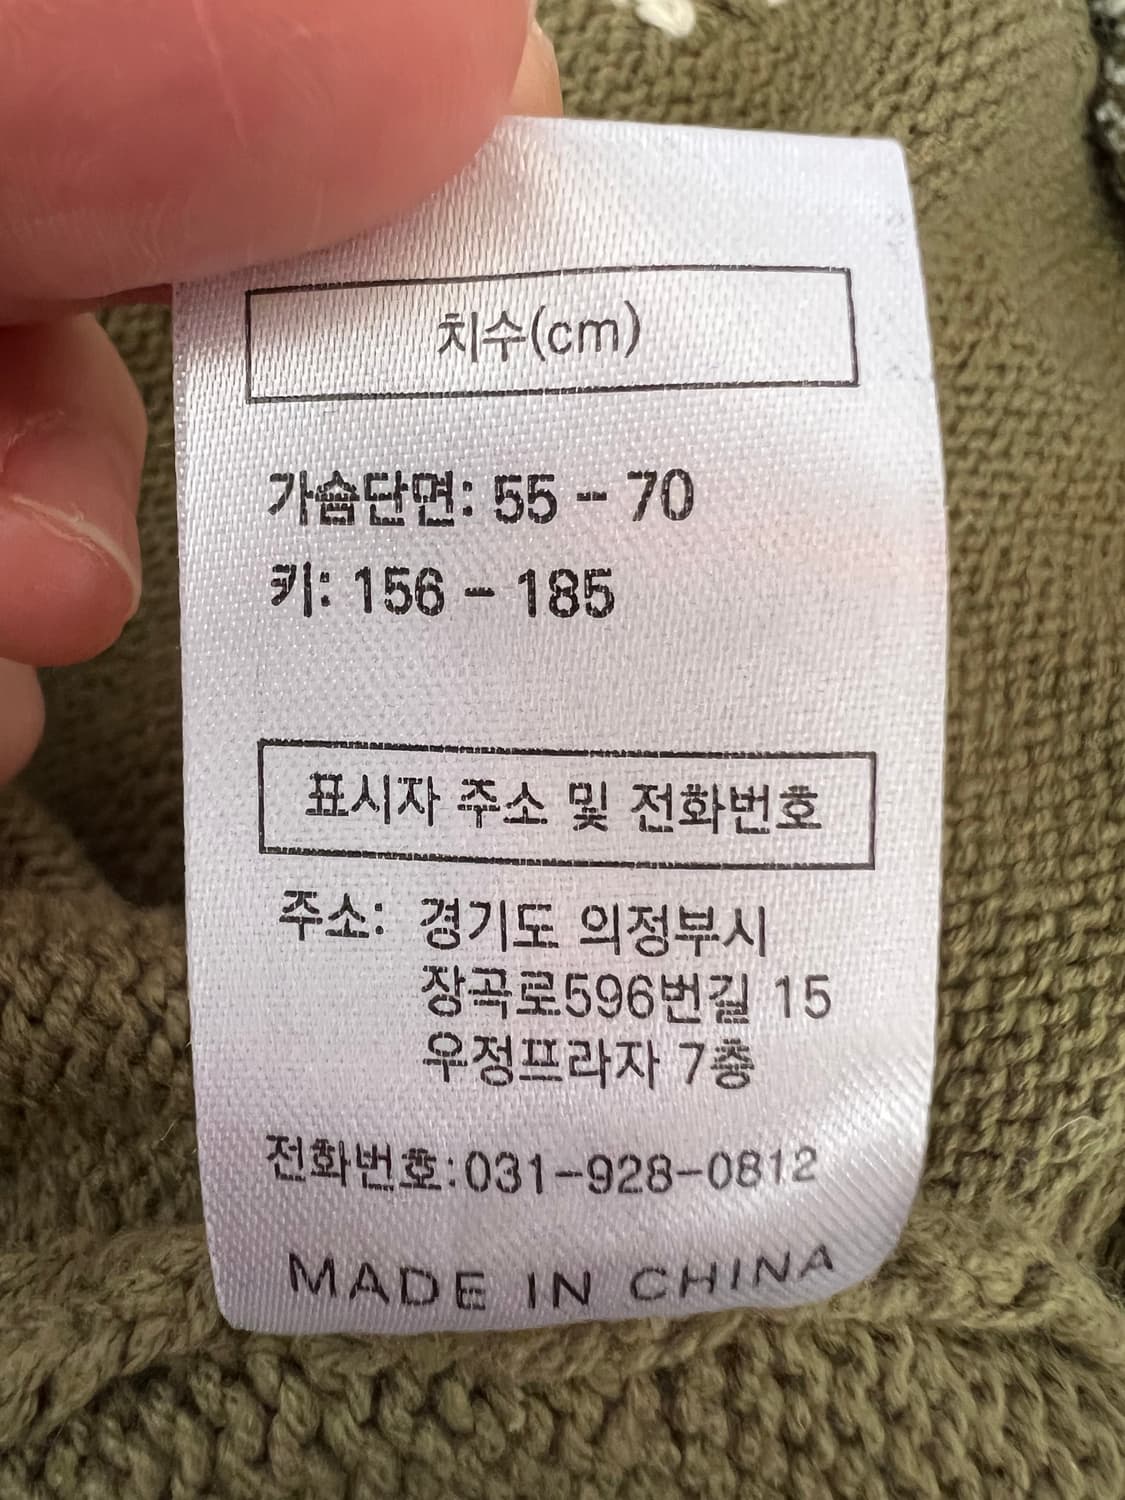 치수(cm)
가슴단면: 55 - 70
키: 156 - 185
표시자 주소 및 전화번호
주소: 경기도 의정부시
장곡로596번길 15
우정프라자 7층
전화번호:031-928-0812
MADE IN CHINA